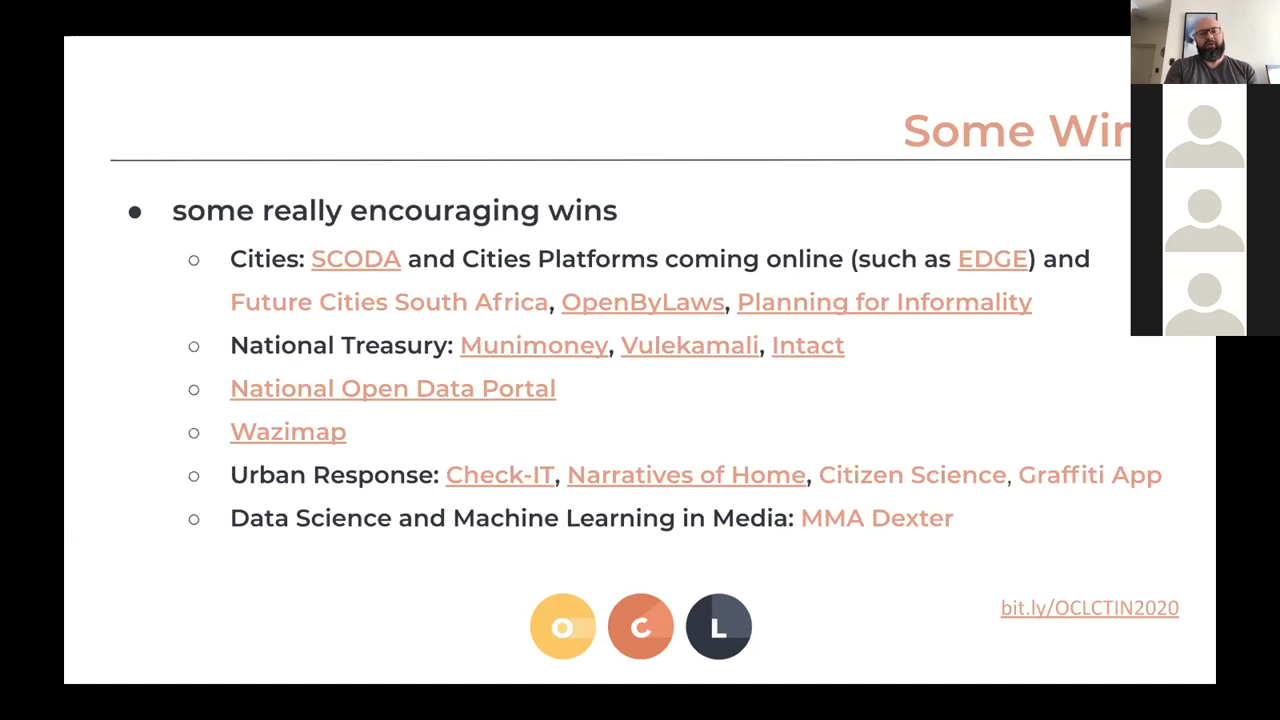 Some Win
● some really encouraging wins
○ Cities: SCODA and Cities Platforms coming online (such as EDGE) and
Future Cities South Africa, OpenByLaws, Planning for Informality
○ National Treasury: Munimoney, Vulekamali, Intact
○ National Open Data Portal
○ Wazimap
○ Urban Response: Check-IT, Narratives of Home, Citizen Science, Graffiti App
○ Data Science and Machine Learning in Media: MMA Dexter
O C L
bit.ly/OCLCTIN2020